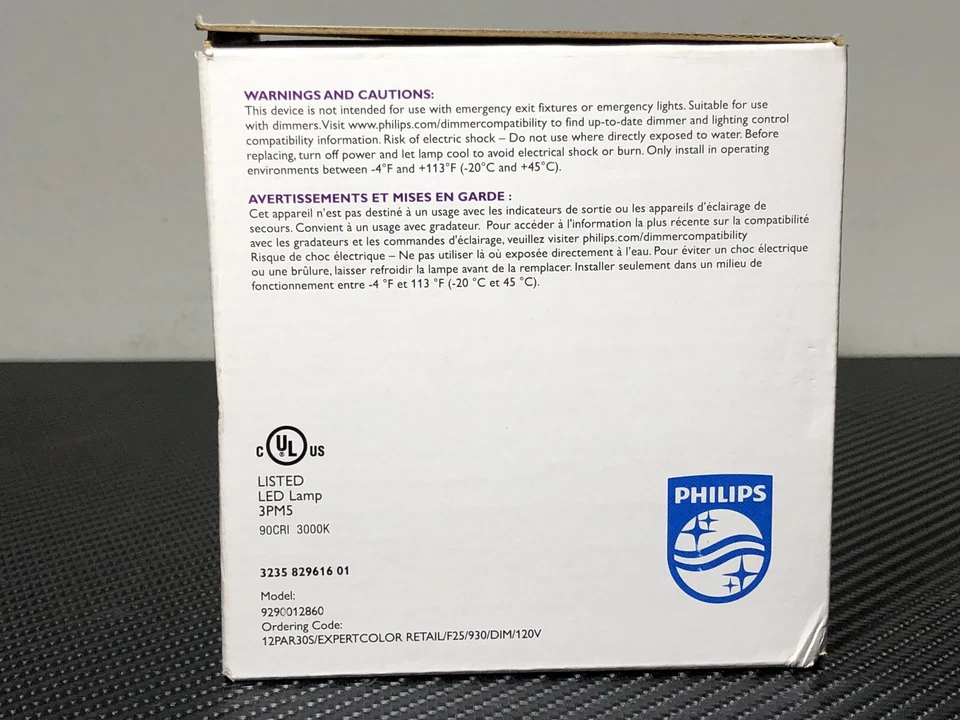 WARNINGS AND CAUTIONS:
This device is not intended for use with emergency exit fixtures or emergency lights. Suitable for use
with dimmers. Visit www.philips.com/dimmercompatibility to find up-to-date dimmer and lighting control
compatibility information. Risk of electric shock – Do not use where directly exposed to water. Before
replacing, turn off power and let lamp cool to avoid electrical shock or burn. Only install in operating
environments between -4°F and +113°F (-20°C and +45°C).
AVERTISSEMENTS ET MISES EN GARDE :
Cet appareil n'est pas destiné à un usage avec les indicateurs de sortie ou les appareils d'éclairage de
secours. Convient à un usage avec gradateur. Pour accéder à l'information la plus récente sur la compatibilité
avec les gradateurs et les commandes d'éclairage, veuillez visiter philips.com/dimmercompatibility
Risque de choc électrique – Ne pas utiliser là où exposée directement à l'eau. Pour éviter un choc électrique
ou une brûlure, laisser refroidir la lampe avant de la remplacer. Installer seulement dans un milieu de
fonctionnement entre -4 °F et 113 °F (-20 °C et 45 °C).
C UL® US
LISTED
LED Lamp
3PM5
90CRI 3000K
PHILIPS
3235 829616 01
Model:
9290012860
Ordering Code:
12PAR30S/EXPERTCOLOR RETAIL/F25/930/DIM/120V